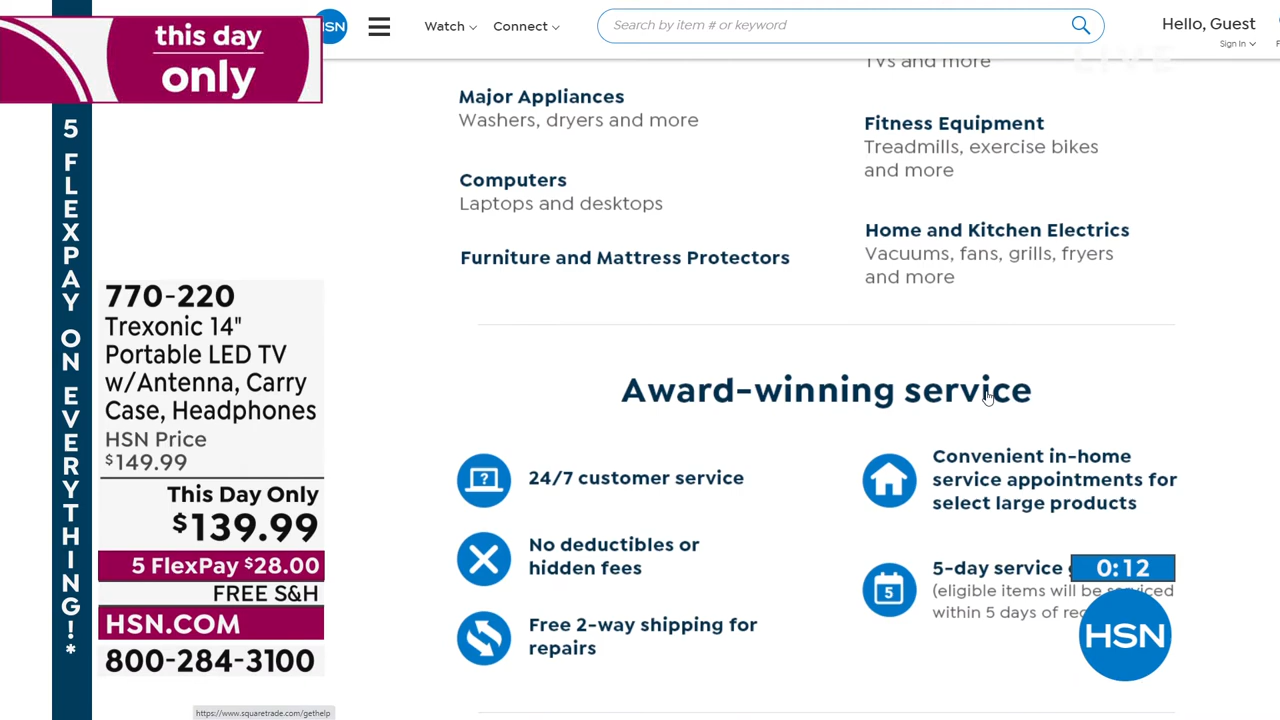 this day
only
5 FLEXPAY ON EVERYTHING!*
770-220
Trexonic 14"
Portable LED TV
w/Antenna, Carry
Case, Headphones
HSN Price
$149.99
This Day Only
$139.99
5 FlexPay $28.00
FREE S&H
HSN.COM
800-284-3100
HSN
Watch
Connect
Search by item # or keyword
Hello, Guest
Sign In
LIVE
TVs and more
Major Appliances
Washers, dryers and more
Computers
Laptops and desktops
Furniture and Mattress Protectors
Fitness Equipment
Treadmills, exercise bikes
and more
Home and Kitchen Electrics
Vacuums, fans, grills, fryers
and more
Award-winning service
24/7 customer service
No deductibles or
hidden fees
Free 2-way shipping for
repairs
Convenient in-home
service appointments for
select large products
5
5-day service
(eligible items will be serviced
within 5 days of
0:12
HSN
https://www.squaretrade.com/gethelp